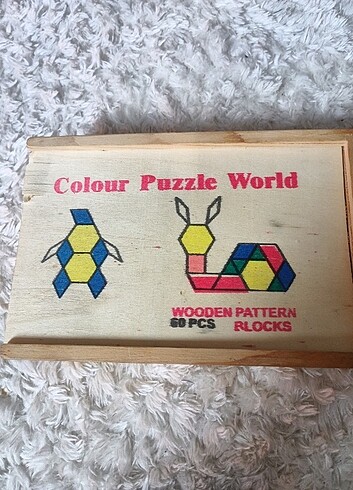 Colour Puzzle World
WOODEN PATTERN
60 PCS BLOCKS